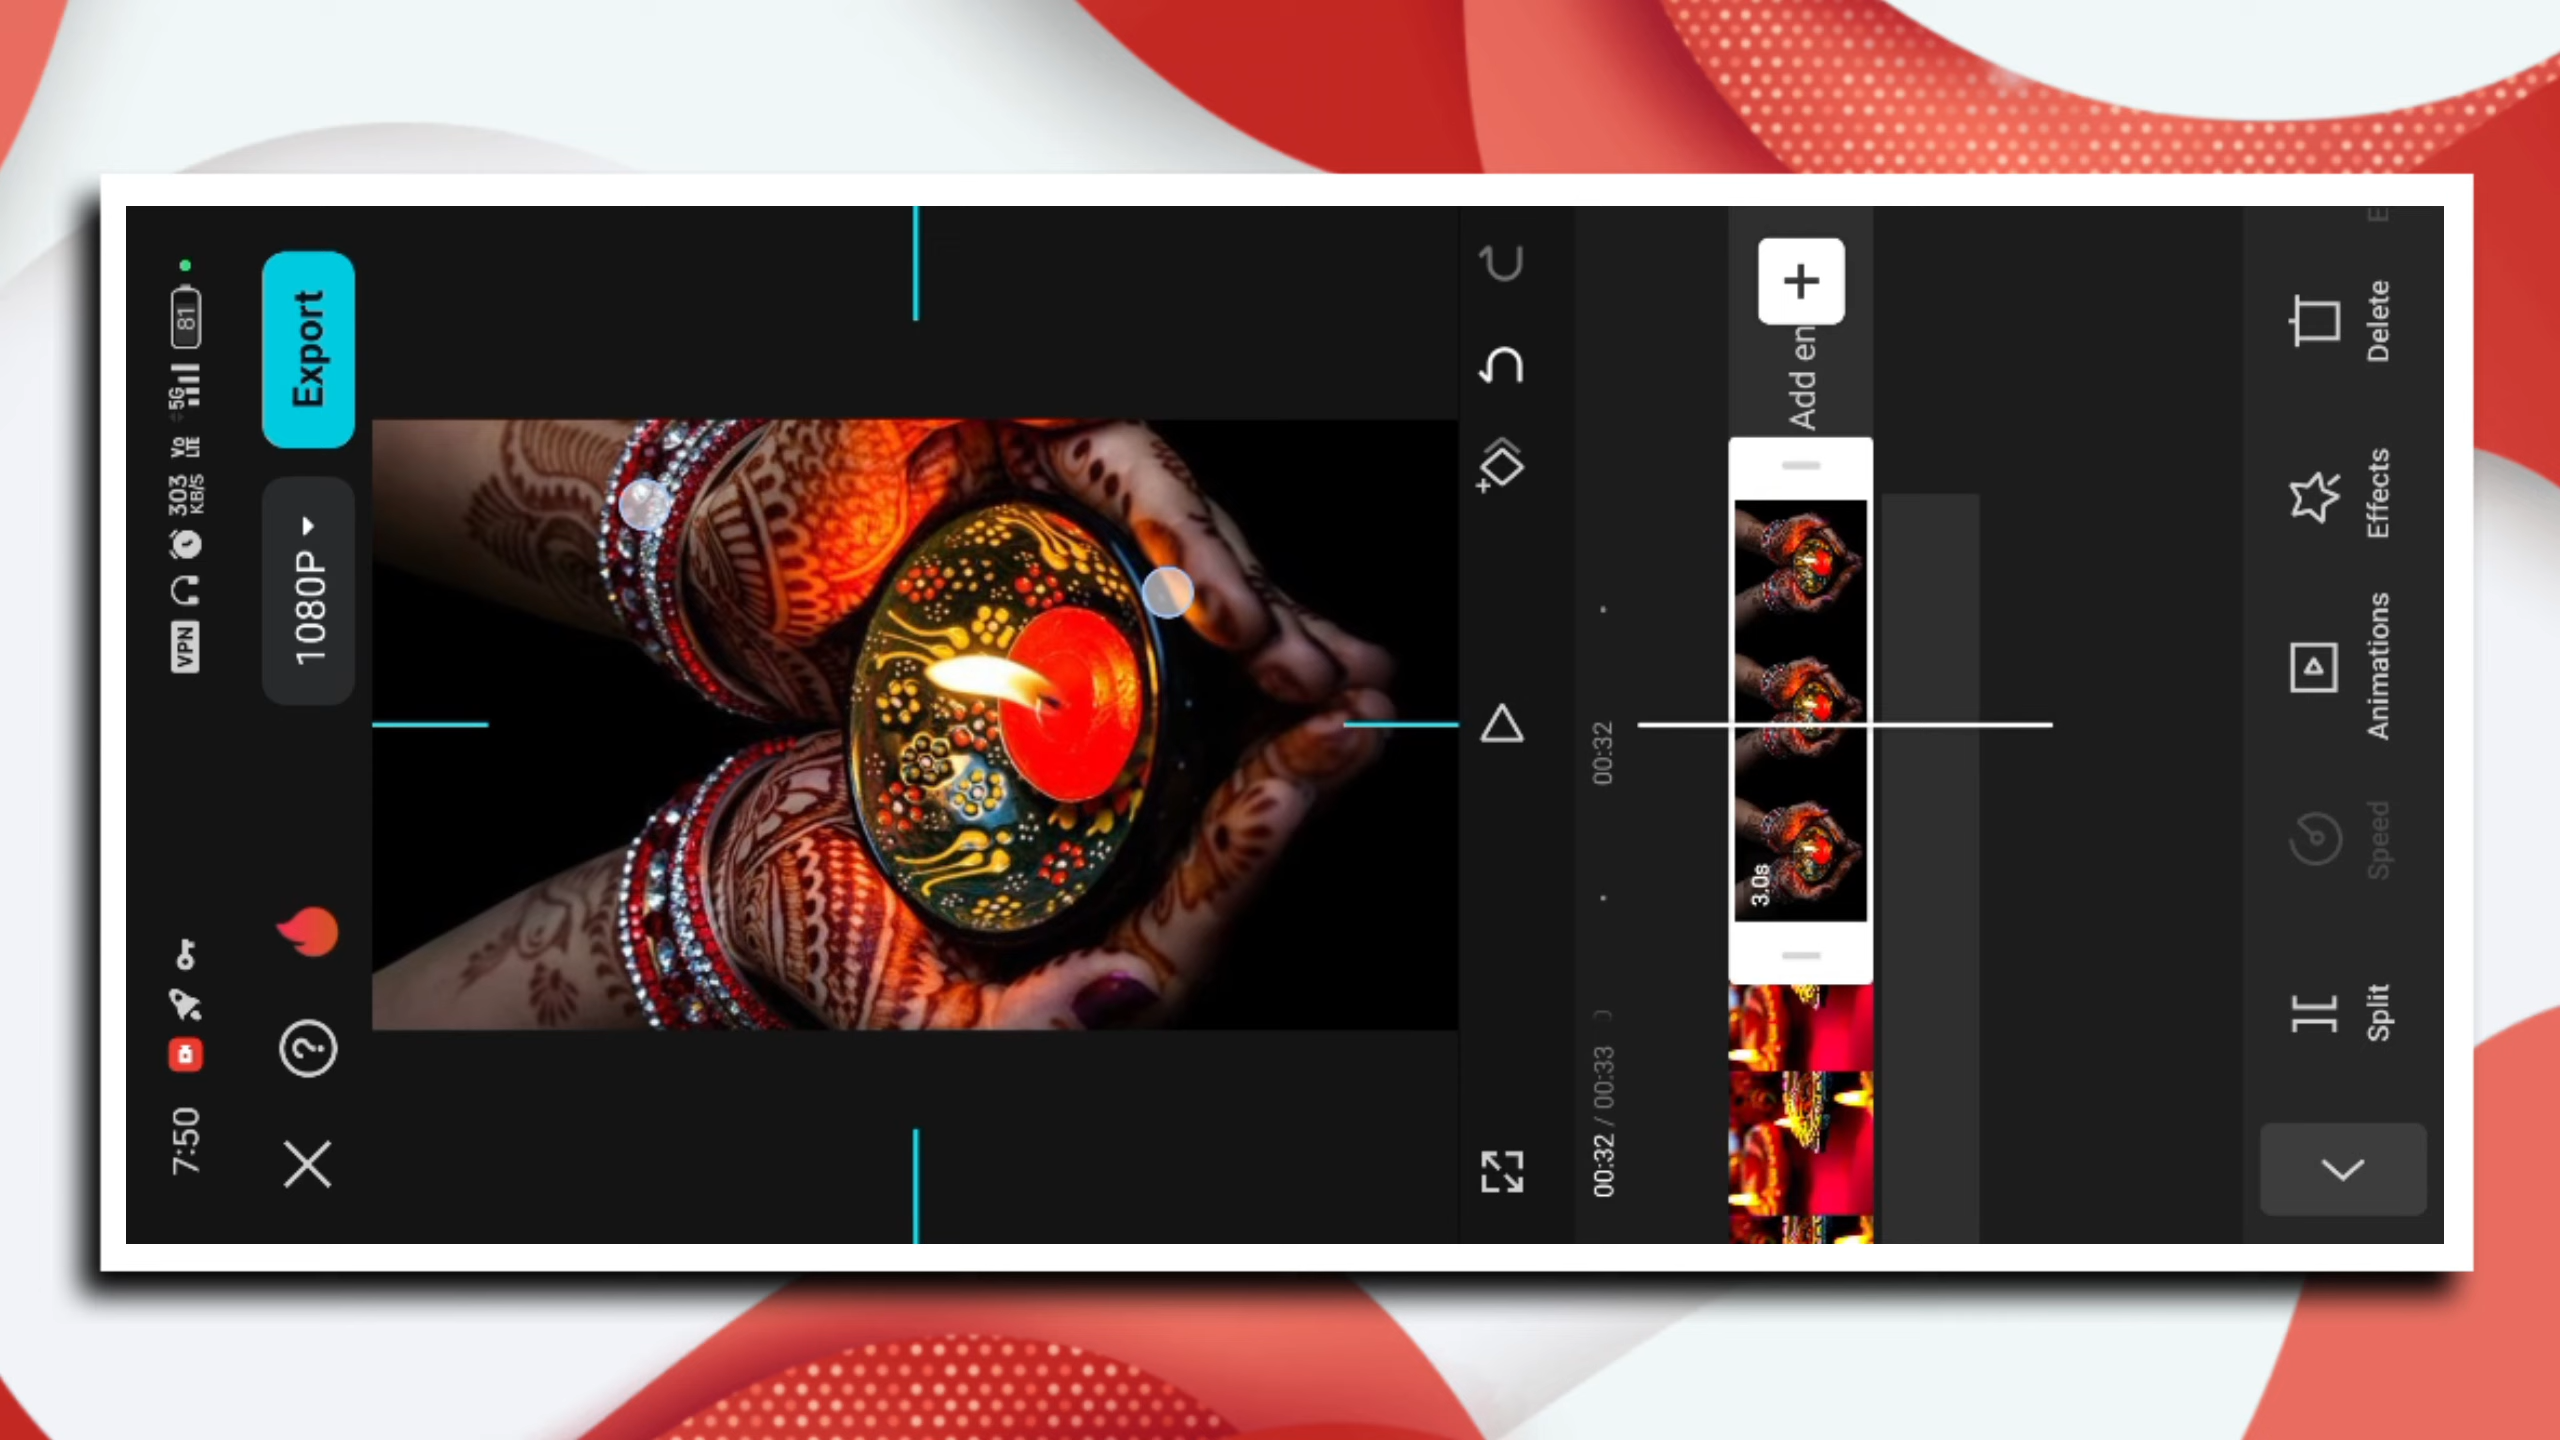 7:50 VPN 303 KB/S Vo LTE 5G 81
1080P Export
00:32 / 00:33 00:32
3.0s
Add en
Split Speed Animations Effects Delete E